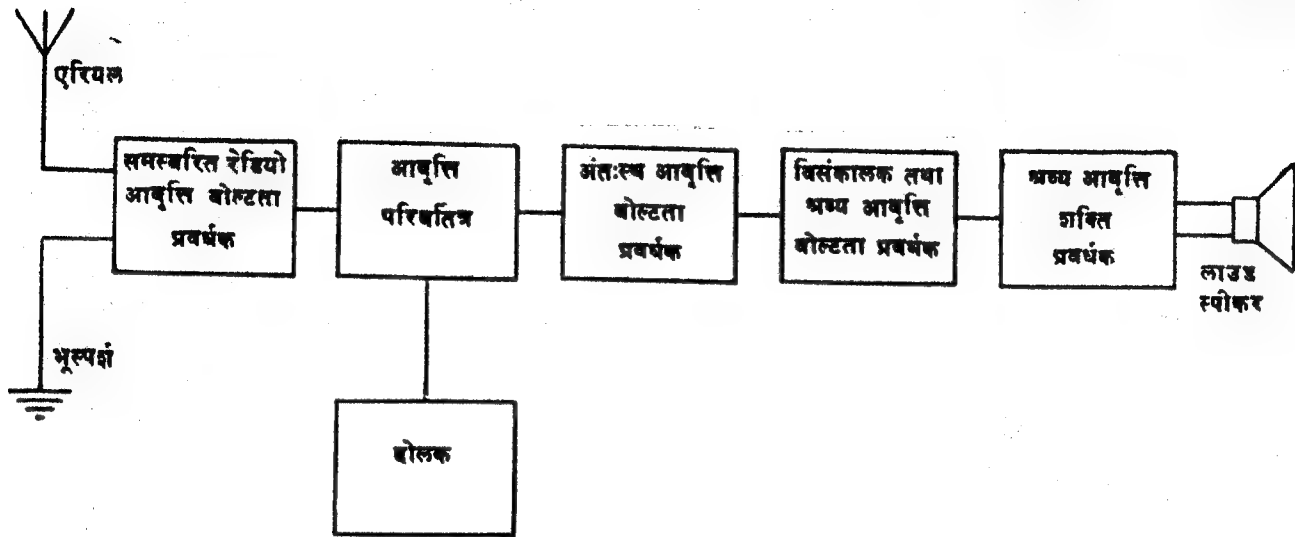 एरियल
समस्वरित रेडियो
आवृत्ति वोल्टता
प्रवर्धक
आवृत्ति
परिवर्तित्र
अंतःस्थ आवृत्ति
वोल्टता
प्रवर्धक
विसंकालक तथा
श्रव्य आवृत्ति
वोल्टता प्रवर्धक
श्रव्य आवृत्ति
शक्ति
प्रवर्धक
लाउड
स्पीकर
भूस्पर्श
दोलक